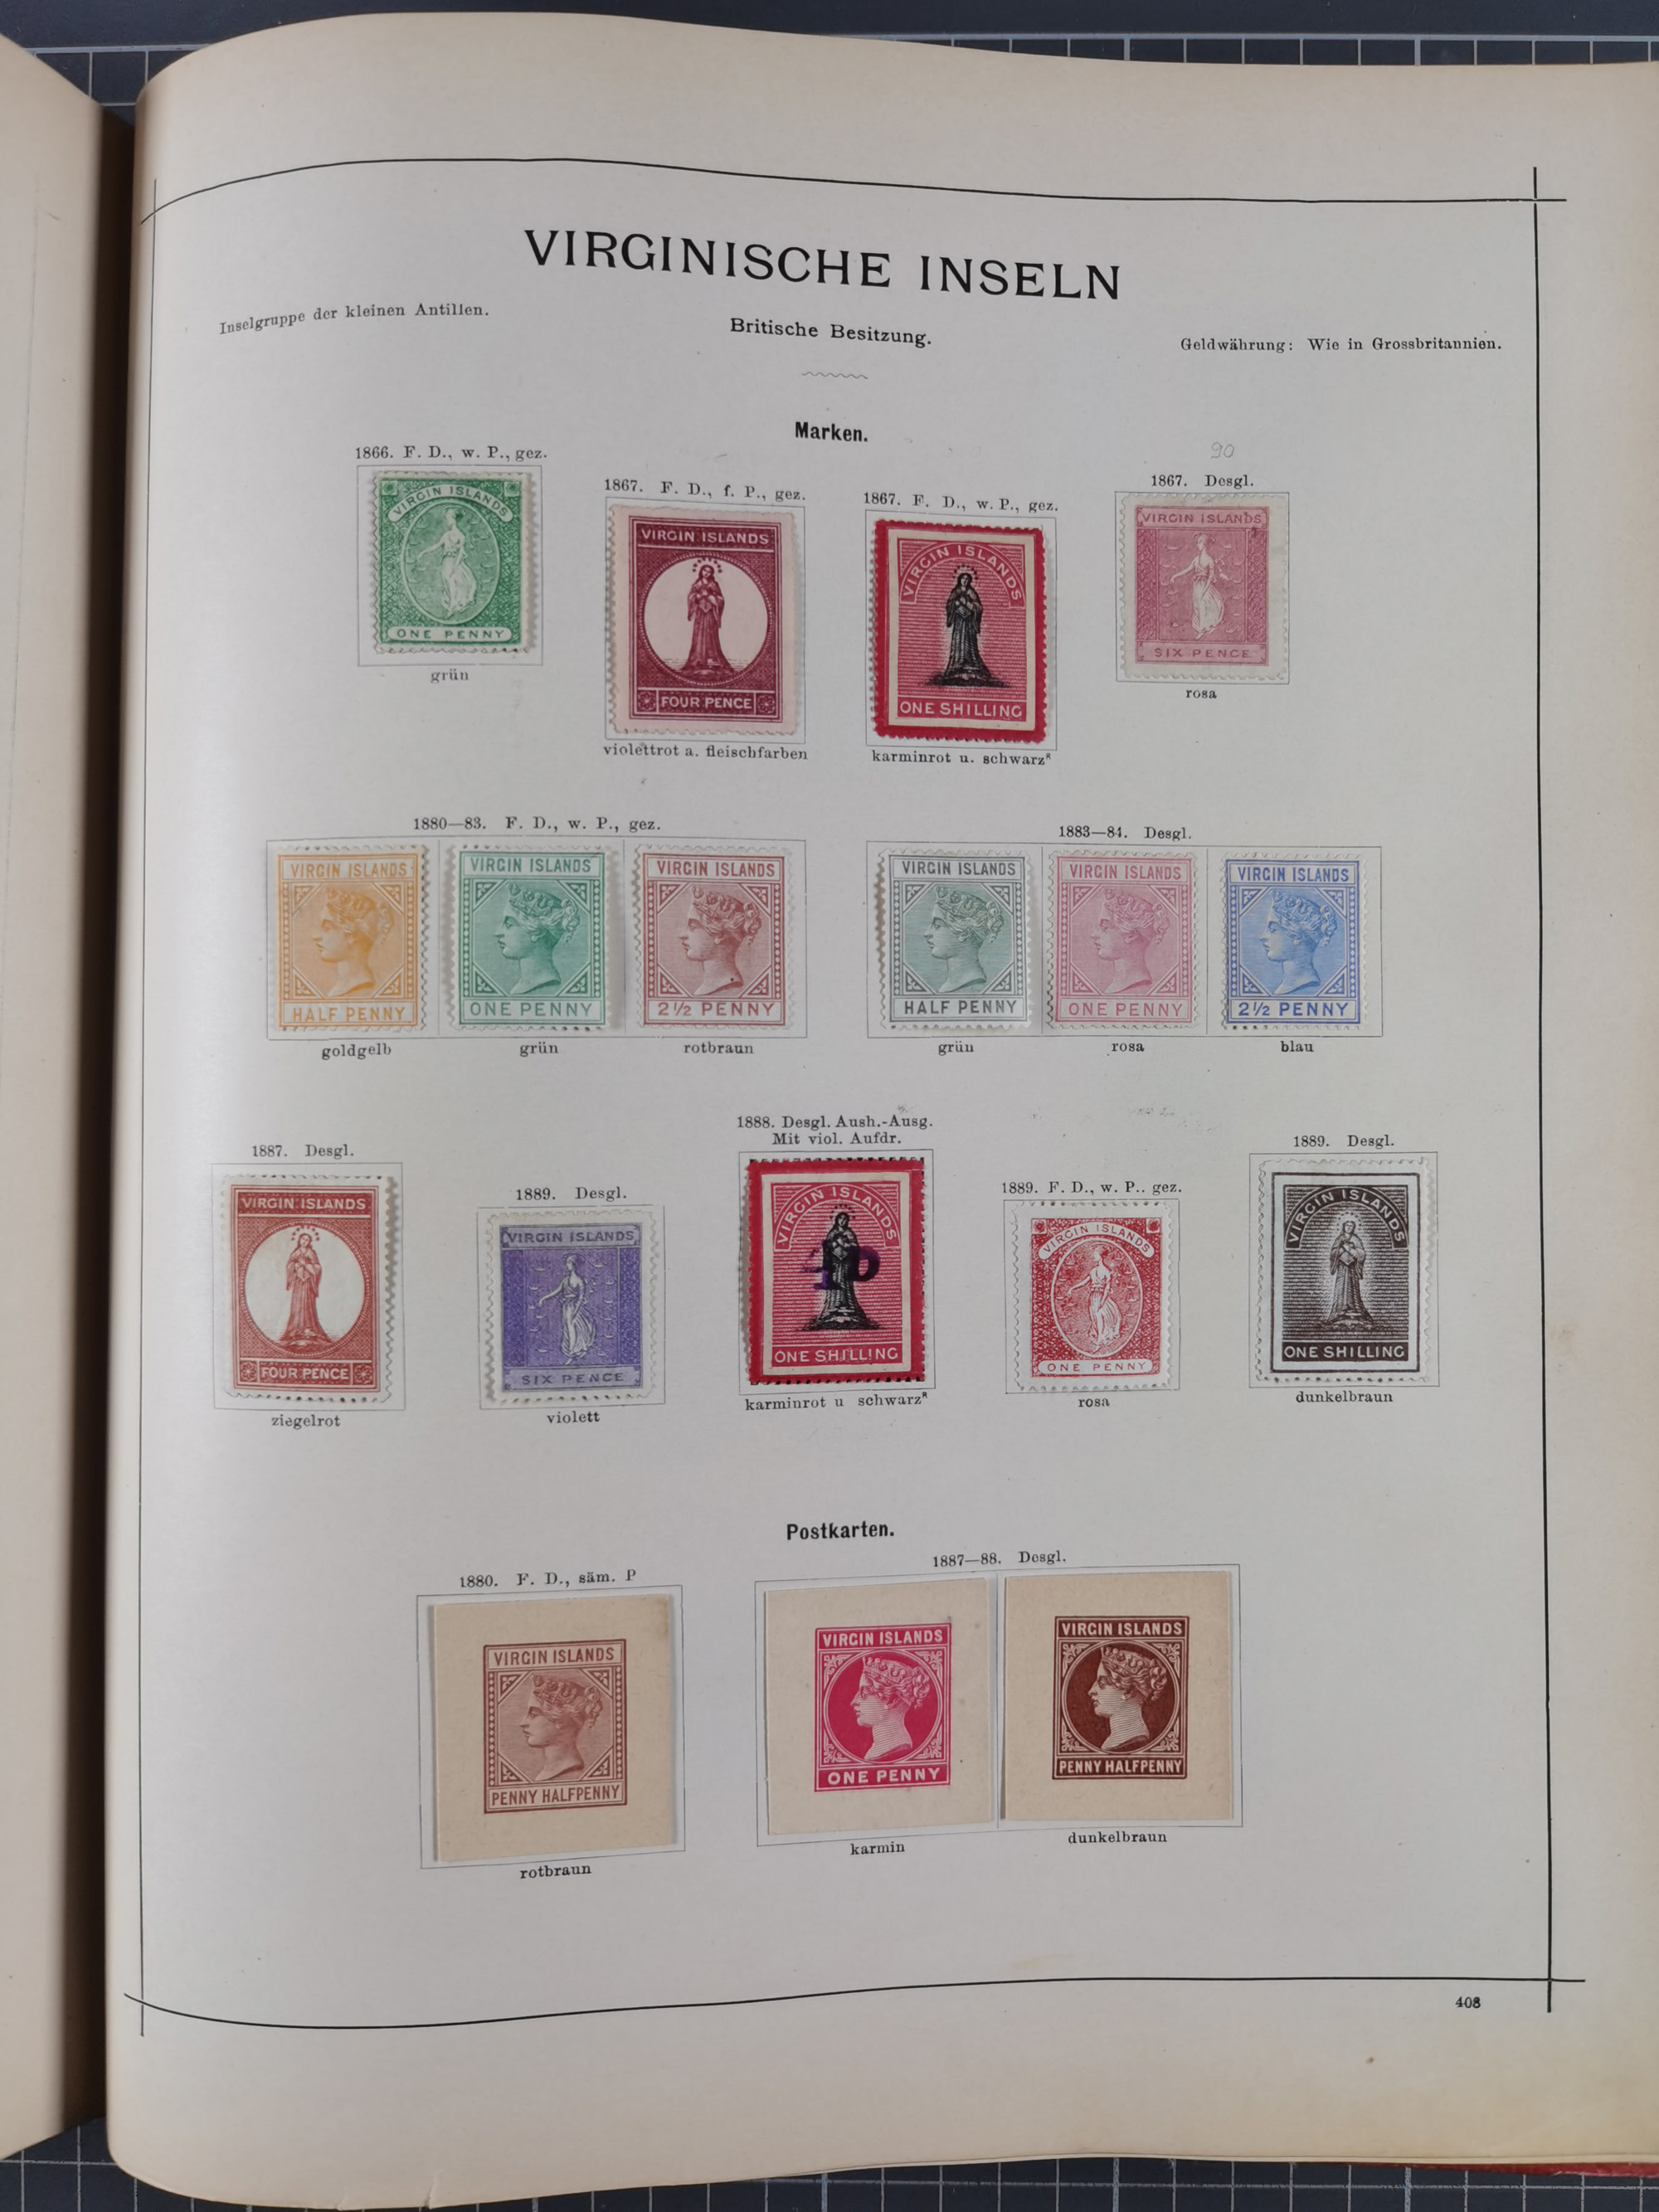 VIRGINISCHE INSELN
Inselgruppe der kleinen Antillen.
Britische Besitzung.
Geldwährung: Wie in Grossbritannien.
Marken.
90
1866. F. D., w. P., gez.
1867. F. D., f. P., gez.
1867. F. D., w. P., gez.
1867. Desgl.
VIRGIN ISLANDS
ONE PENNY
VIRGIN ISLANDS
FOUR PENCE
VIRGIN ISLANDS
ONE SHILLING
VIRGIN ISLANDS
SIX PENCE
grün
violettrot a. fleischfarben
karminrot u. schwarz
rosa
1880—83. F. D., w. P., gez.
1883—84. Desgl.
VIRGIN ISLANDS
HALF PENNY
VIRGIN ISLANDS
ONE PENNY
VIRGIN ISLANDS
2½ PENNY
VIRGIN ISLANDS
HALF PENNY
VIRGIN ISLANDS
ONE PENNY
VIRGIN ISLANDS
2½ PENNY
goldgelb
grün
rotbraun
grün
rosa
blau
1887. Desgl.
1889. Desgl.
1888. Desgl. Aush.-Ausg.
Mit viol. Aufdr.
1889. F. D., w. P.. gez.
1889. Desgl.
VIRGIN ISLANDS
FOUR PENCE
VIRGIN ISLANDS
SIX PENCE
VIRGIN ISLANDS
4D
ONE SHILLING
VIRGIN ISLANDS
ONE PENNY
VIRGIN ISLANDS
ONE SHILLING
ziegelrot
violett
karminrot u schwarz
rosa
dunkelbraun
Postkarten.
1880. F. D., säm. P
1887—88. Desgl.
VIRGIN ISLANDS
PENNY HALFPENNY
VIRGIN ISLANDS
ONE PENNY
VIRGIN ISLANDS
PENNY HALFPENNY
rotbraun
karmin
dunkelbraun
408